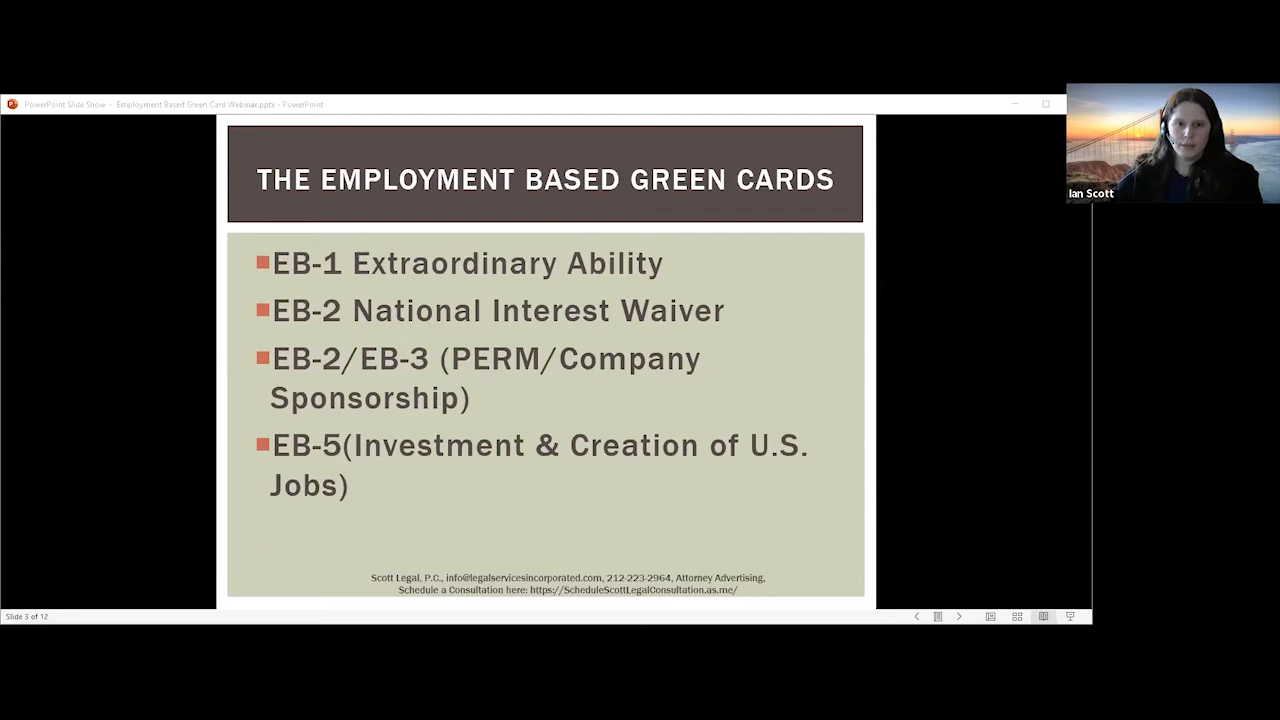 PowerPoint Slide Show - Employment Based Green Card Webinar.pptx - PowerPoint
THE EMPLOYMENT BASED GREEN CARDS
EB-1 Extraordinary Ability
EB-2 National Interest Waiver
EB-2/EB-3 (PERM/Company
Sponsorship)
EB-5(Investment & Creation of U.S.
Jobs)
Scott Legal, P.C., info@legalservicesincorporated.com, 212-223-2964, Attorney Advertising,
Schedule a Consultation here: https://ScheduleScottLegalConsultation.as.me/
Slide 3 of 12
Ian Scott